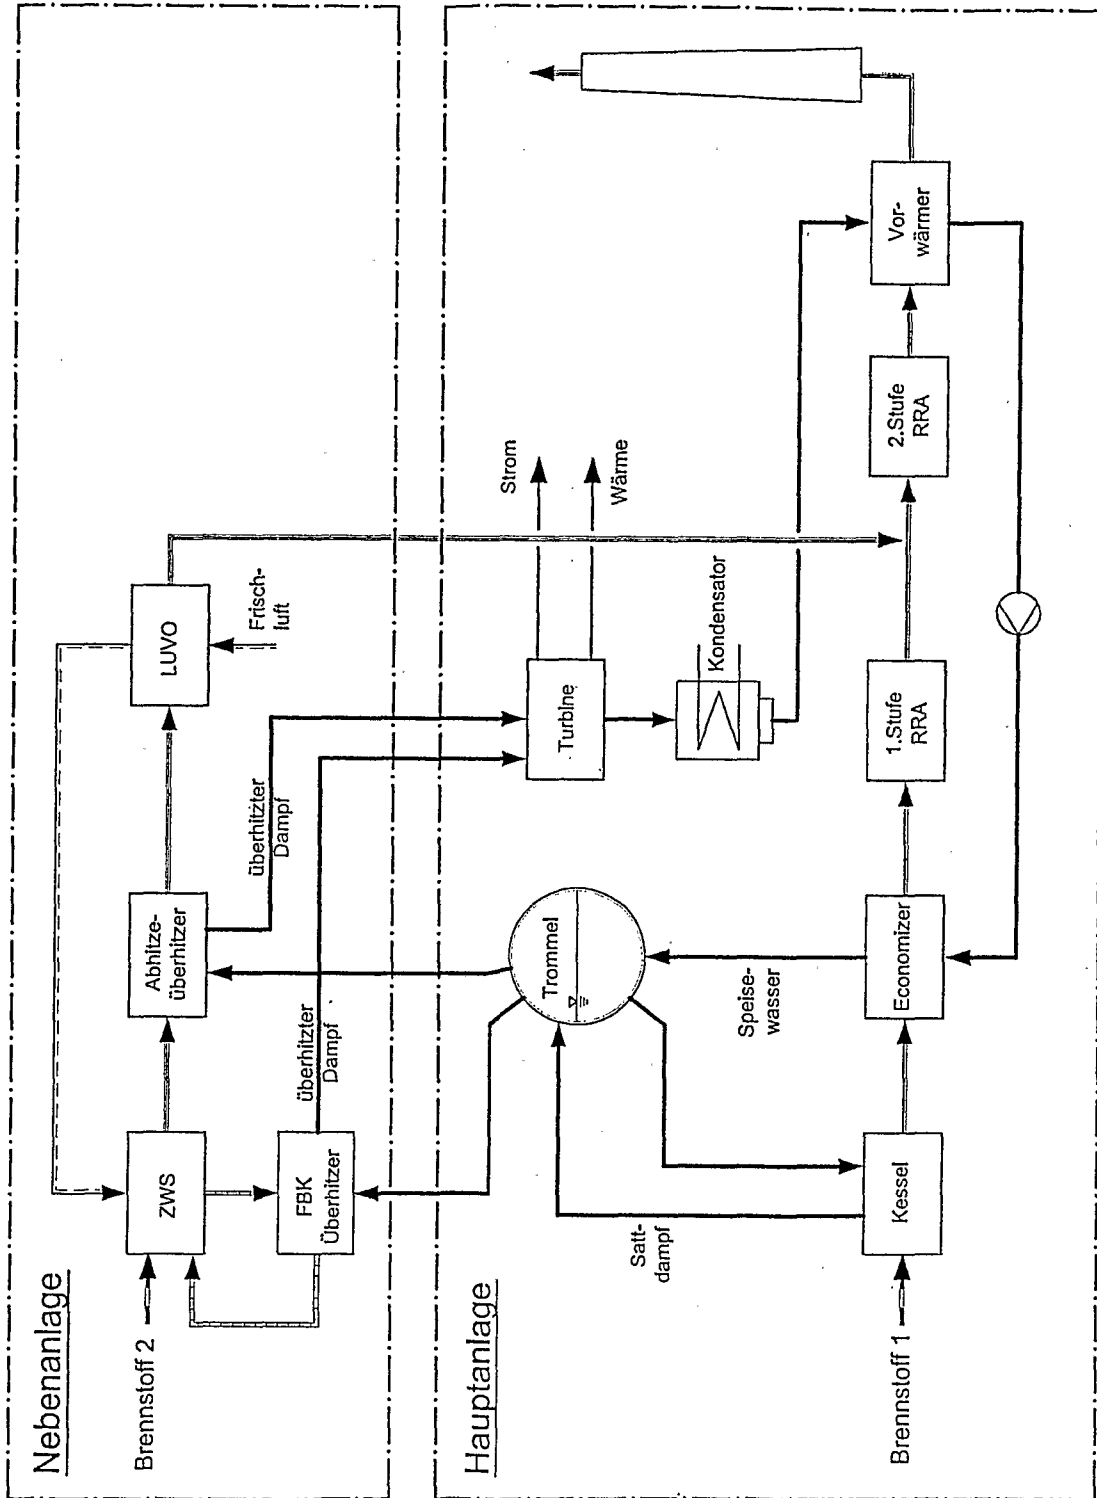 Nebenanlage
Brennstoff 2
ZWS
FBK
Überhitzer
Abhitze-
überhitzer
LUVO
Frisch-
luft
überhitzter
Dampf
überhitzter
Dampf
Hauptanlage
Brennstoff 1
Kessel
Satt-
dampf
Trommel
Speise-
wasser
Economizer
Turbine
Strom
Wärme
Kondensator
1.Stufe
RRA
2.Stufe
RRA
Vor-
wärmer